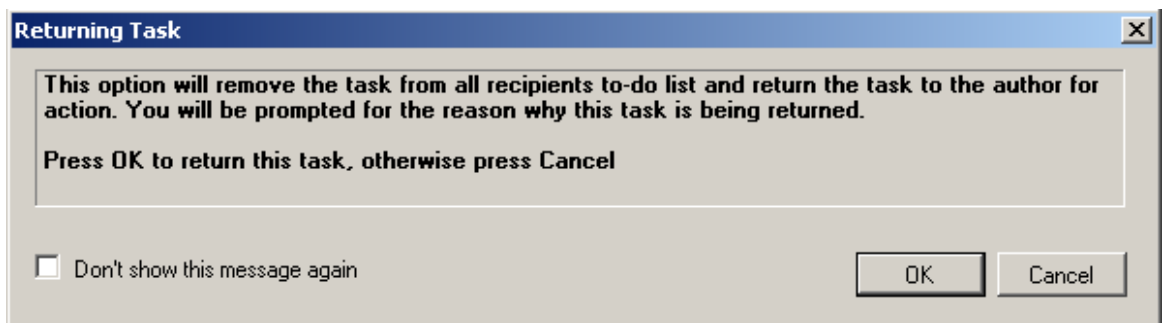 Returning Task
This option will remove the task from all recipients to-do list and return the task to the author for
action. You will be prompted for the reason why this task is being returned.
Press OK to return this task, otherwise press Cancel
Don't show this message again
OK
Cancel